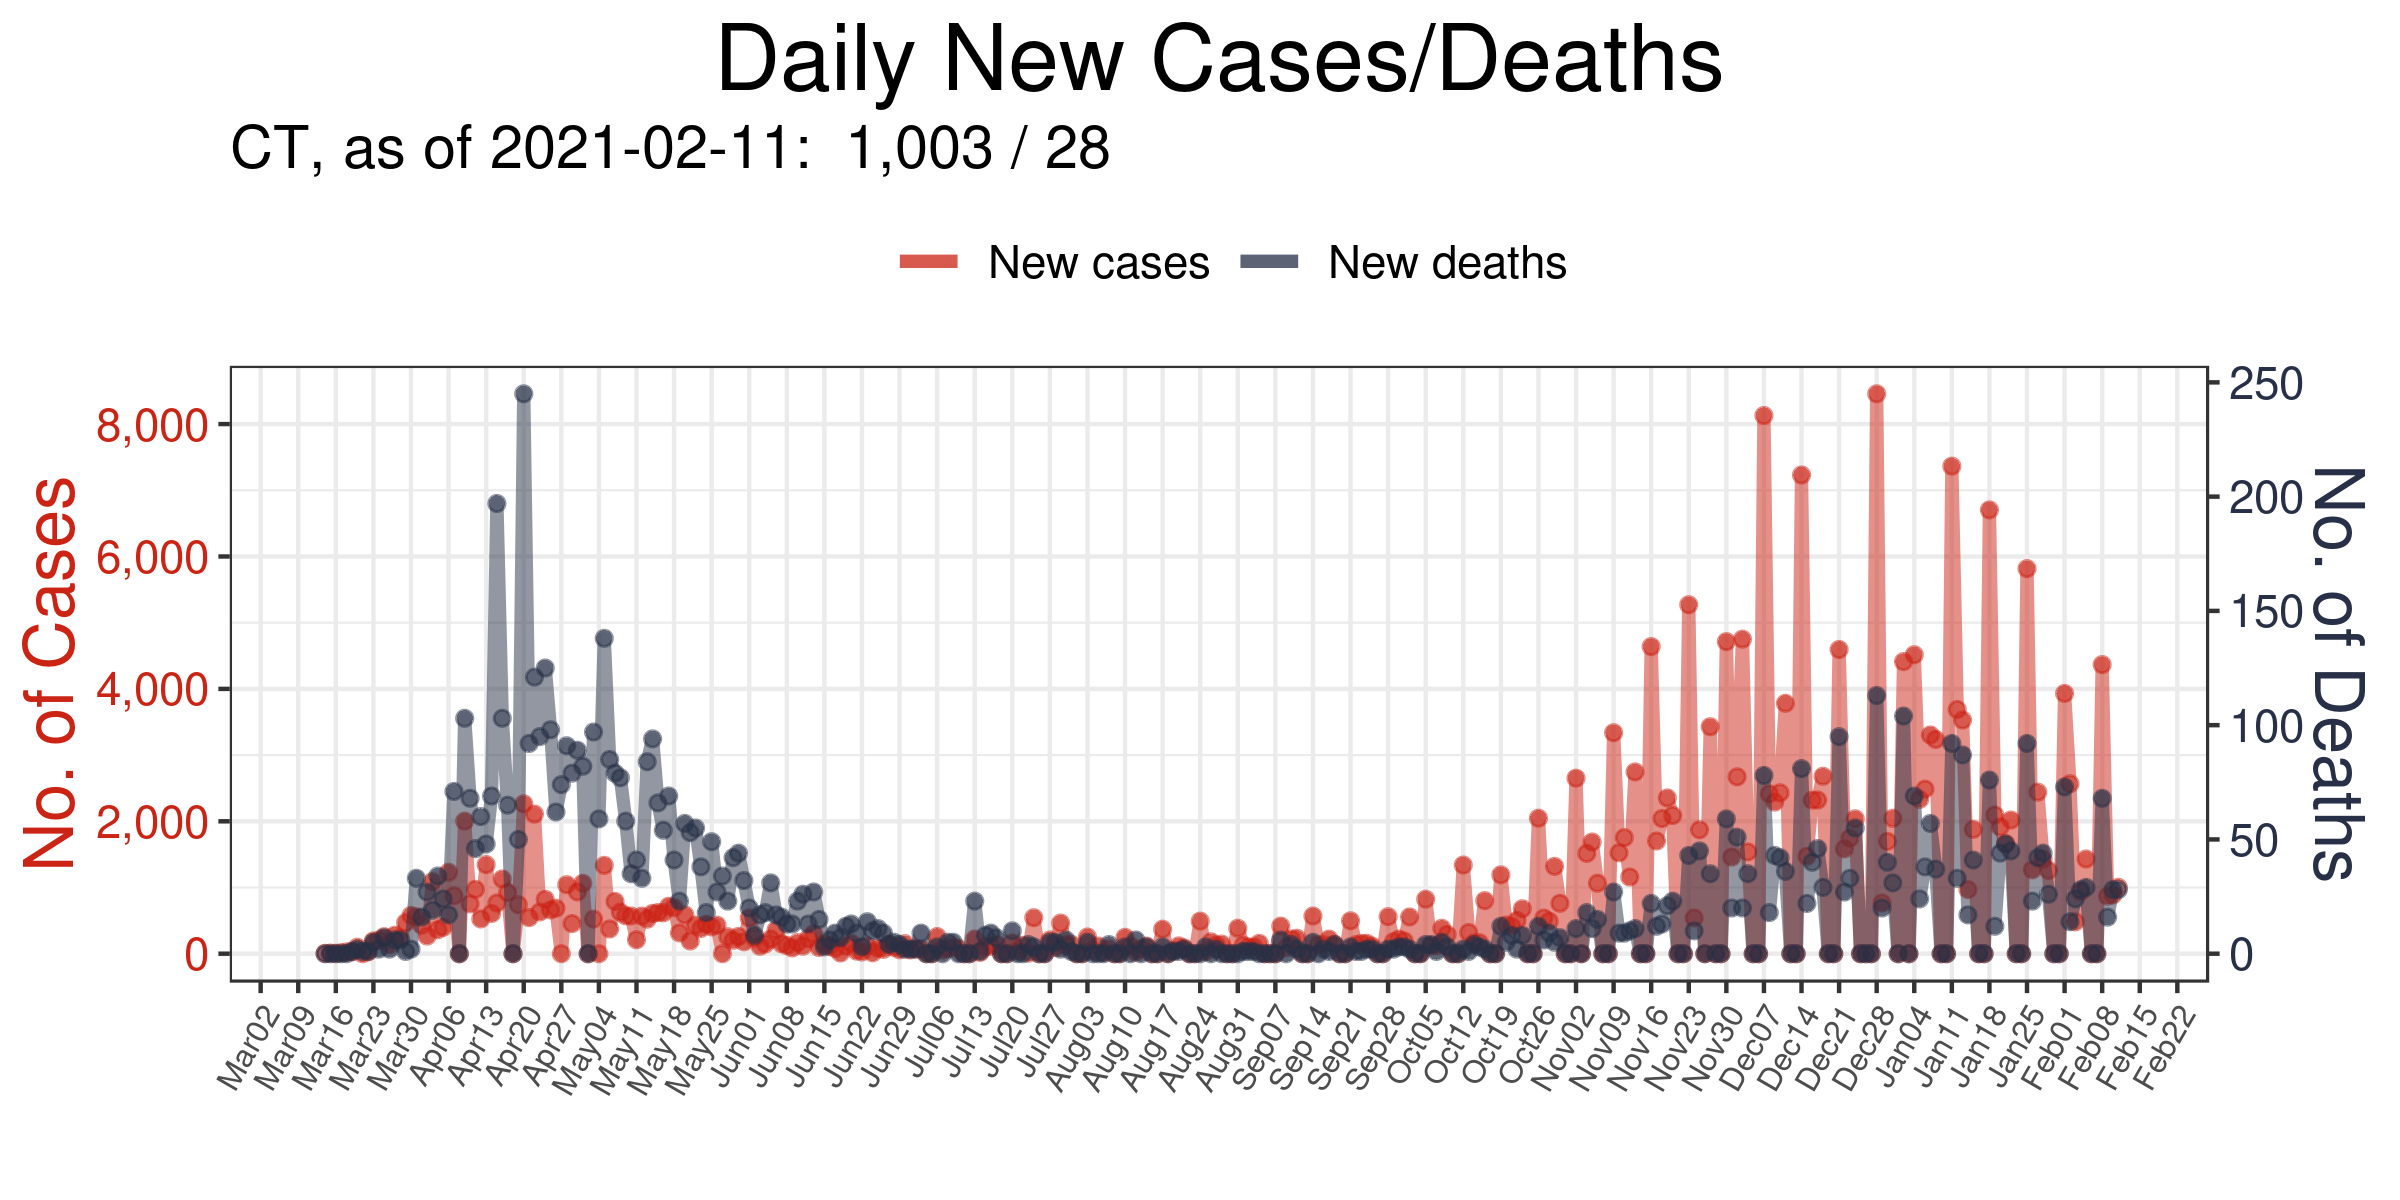 Daily New Cases/Deaths
CT, as of 2021-02-11:  1,003 / 28
New cases
New deaths
No. of Cases
8,000
6,000
4,000
2,000
0
250
200
150
100
50
0
No. of Deaths
Mar02
Mar09
Mar16
Mar23
Mar30
Apr06
Apr13
Apr20
Apr27
May04
May11
May18
May25
Jun01
Jun08
Jun15
Jun22
Jun29
Jul06
Jul13
Jul20
Jul27
Aug03
Aug10
Aug17
Aug24
Aug31
Sep07
Sep14
Sep21
Sep28
Oct05
Oct12
Oct19
Oct26
Nov02
Nov09
Nov16
Nov23
Nov30
Dec07
Dec14
Dec21
Dec28
Jan04
Jan11
Jan18
Jan25
Feb01
Feb08
Feb15
Feb22